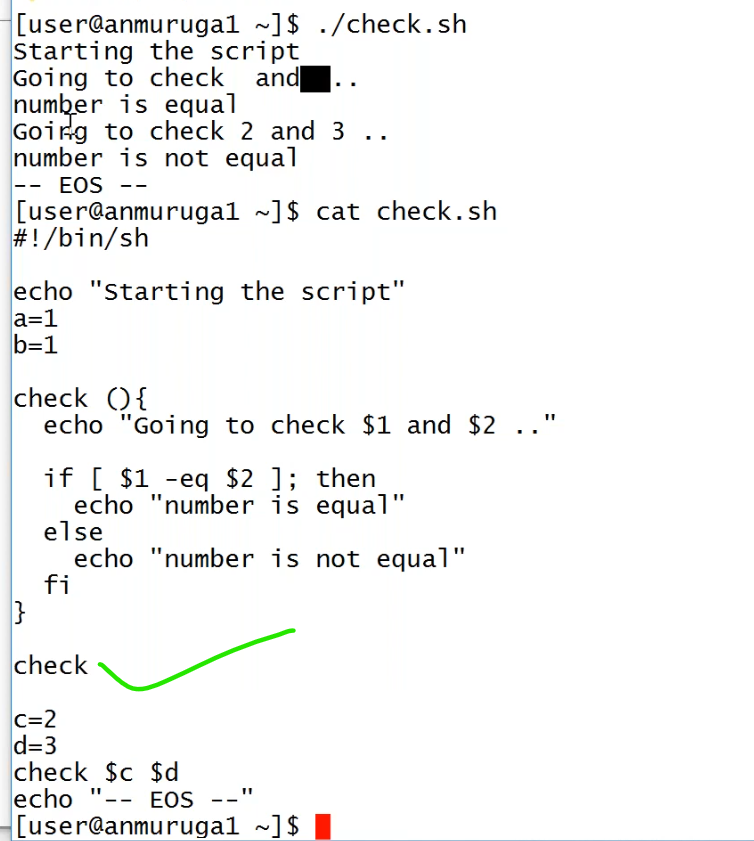 [user@anmuruga1 ~]$ ./check.sh
Starting the script
Going to check  and  ..
number is equal
Going to check 2 and 3 ..
number is not equal
-- EOS --
[user@anmuruga1 ~]$ cat check.sh
#!/bin/sh

echo "Starting the script"
a=1
b=1

check (){
  echo "Going to check $1 and $2 .."

  if [ $1 -eq $2 ]; then
    echo "number is equal"
  else
    echo "number is not equal"
  fi
}

check

c=2
d=3
check $c $d
echo "-- EOS --"
[user@anmuruga1 ~]$